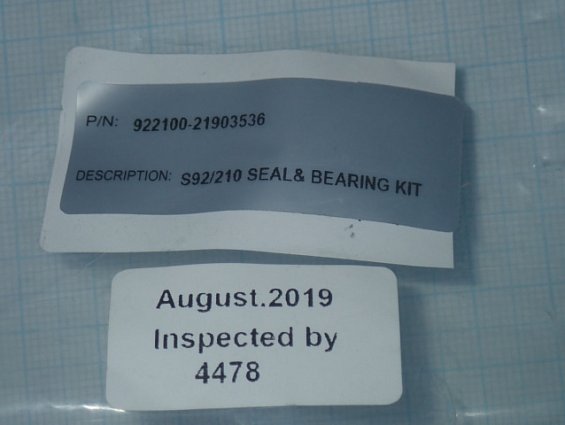 P/N: 922100-21903536
DESCRIPTION: S92/210 SEAL& BEARING KIT
August.2019
Inspected by
4478